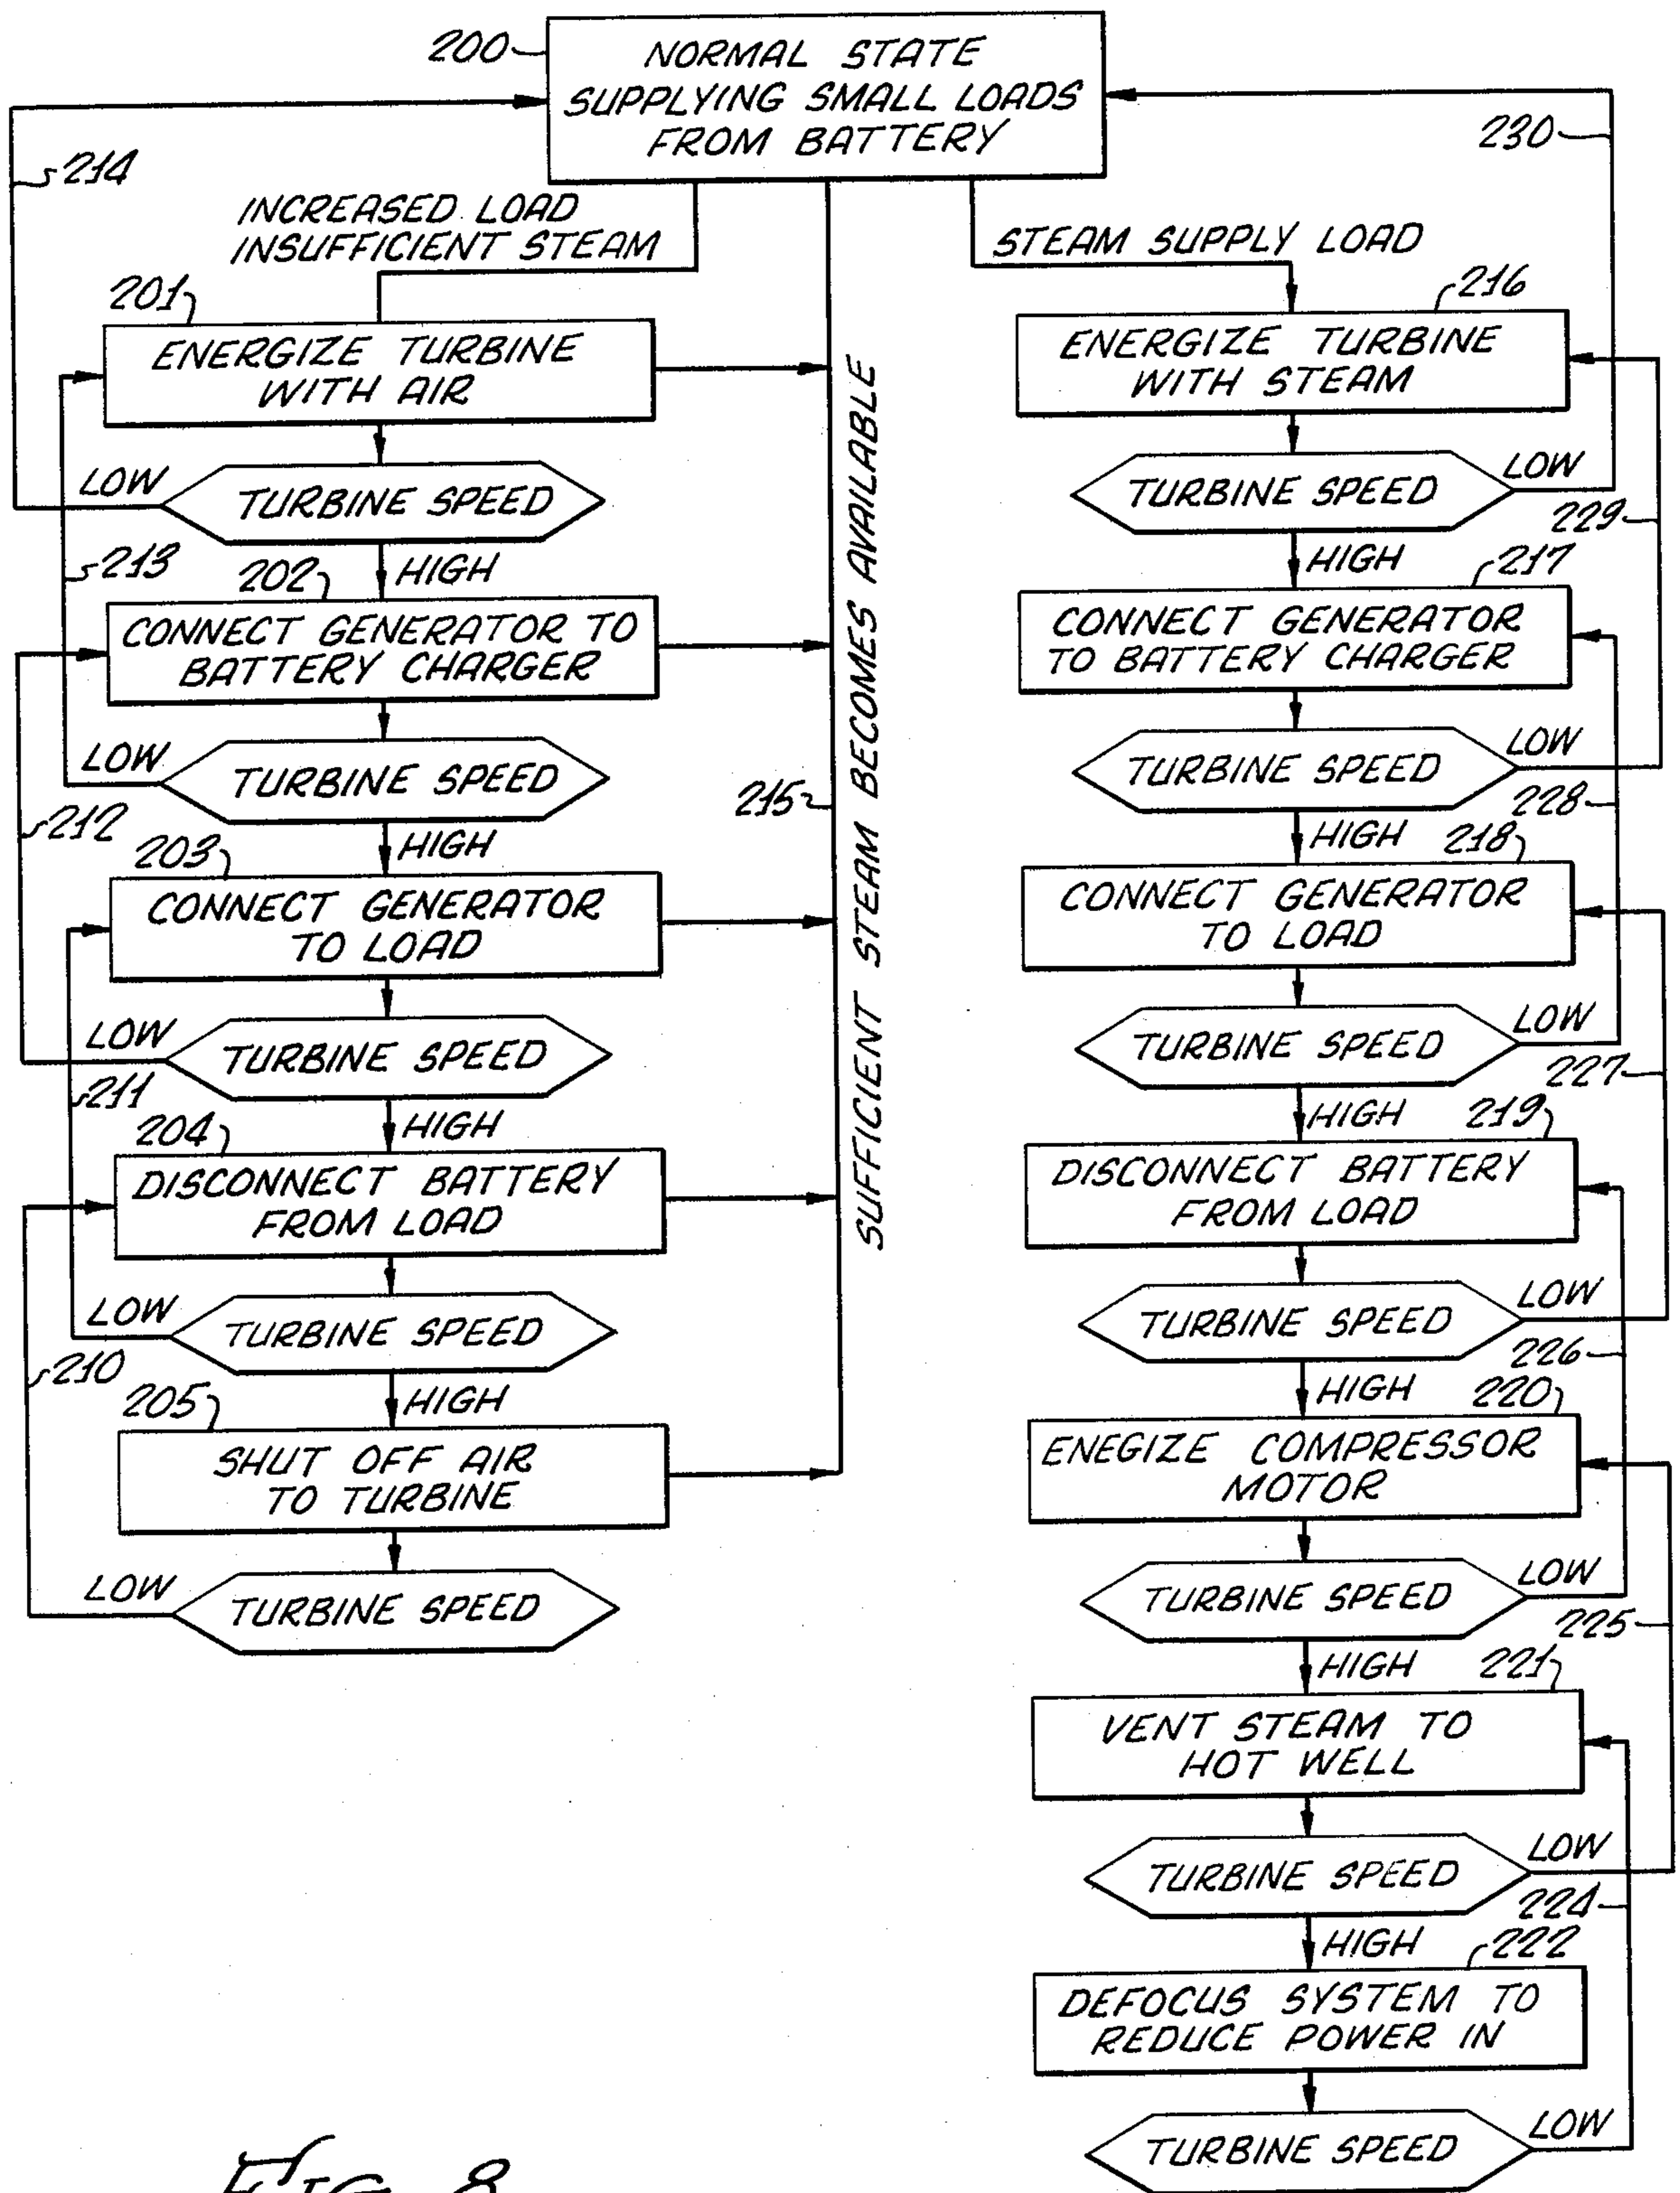 200
NORMAL STATE
SUPPLYING SMALL LOADS
FROM BATTERY
230
214
INCREASED LOAD
INSUFFICIENT STEAM
STEAM SUPPLY LOAD
201
ENERGIZE TURBINE
WITH AIR
LOW
TURBINE SPEED
213
HIGH
202
CONNECT GENERATOR TO
BATTERY CHARGER
LOW
TURBINE SPEED
212
HIGH
203
CONNECT GENERATOR
TO LOAD
LOW
TURBINE SPEED
211
HIGH
204
DISCONNECT BATTERY
FROM LOAD
LOW
TURBINE SPEED
210
HIGH
205
SHUT OFF AIR
TO TURBINE
LOW
TURBINE SPEED
215
SUFFICIENT STEAM BECOMES AVAILABLE
216
ENERGIZE TURBINE
WITH STEAM
LOW
TURBINE SPEED
229
HIGH
217
CONNECT GENERATOR
TO BATTERY CHARGER
LOW
TURBINE SPEED
228
HIGH
218
CONNECT GENERATOR
TO LOAD
LOW
TURBINE SPEED
227
HIGH
219
DISCONNECT BATTERY
FROM LOAD
LOW
TURBINE SPEED
226
HIGH
220
ENEGIZE COMPRESSOR
MOTOR
LOW
TURBINE SPEED
225
HIGH
221
VENT STEAM TO
HOT WELL
LOW
TURBINE SPEED
224
HIGH
222
DEFOCUS SYSTEM TO
REDUCE POWER IN
LOW
TURBINE SPEED
FIG 8